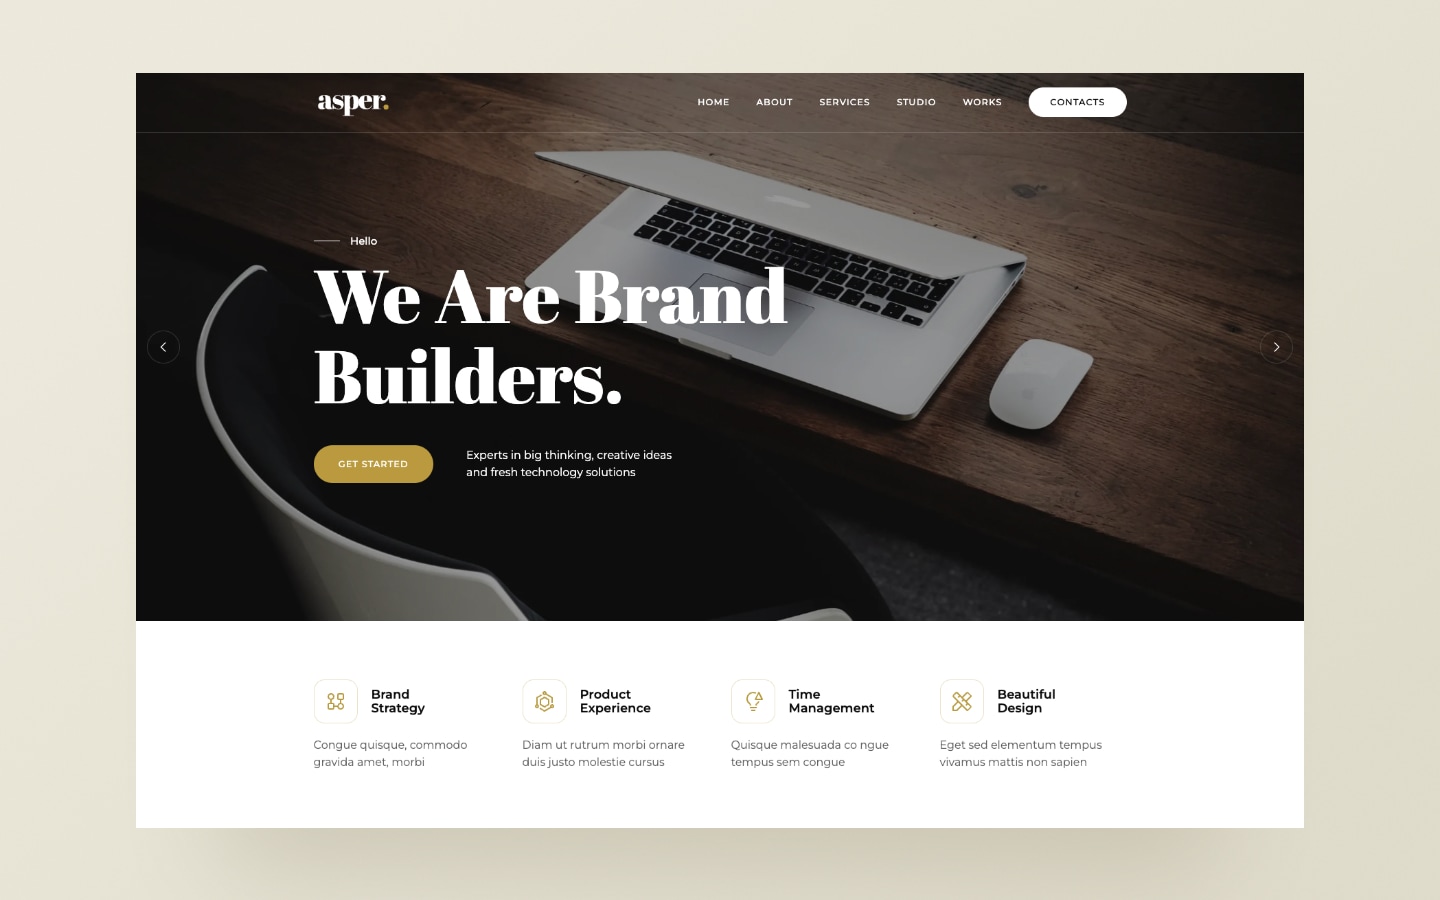 asper.
HOME ABOUT SERVICES STUDIO WORKS CONTACTS
Hello
We Are Brand
Builders.
GET STARTED
Experts in big thinking, creative ideas
and fresh technology solutions
Brand
Strategy
Congue quisque, commodo
gravida amet, morbi
Product
Experience
Diam ut rutrum morbi ornare
duis justo molestie cursus
Time
Management
Quisque malesuada co ngue
tempus sem congue
Beautiful
Design
Eget sed elementum tempus
vivamus mattis non sapien